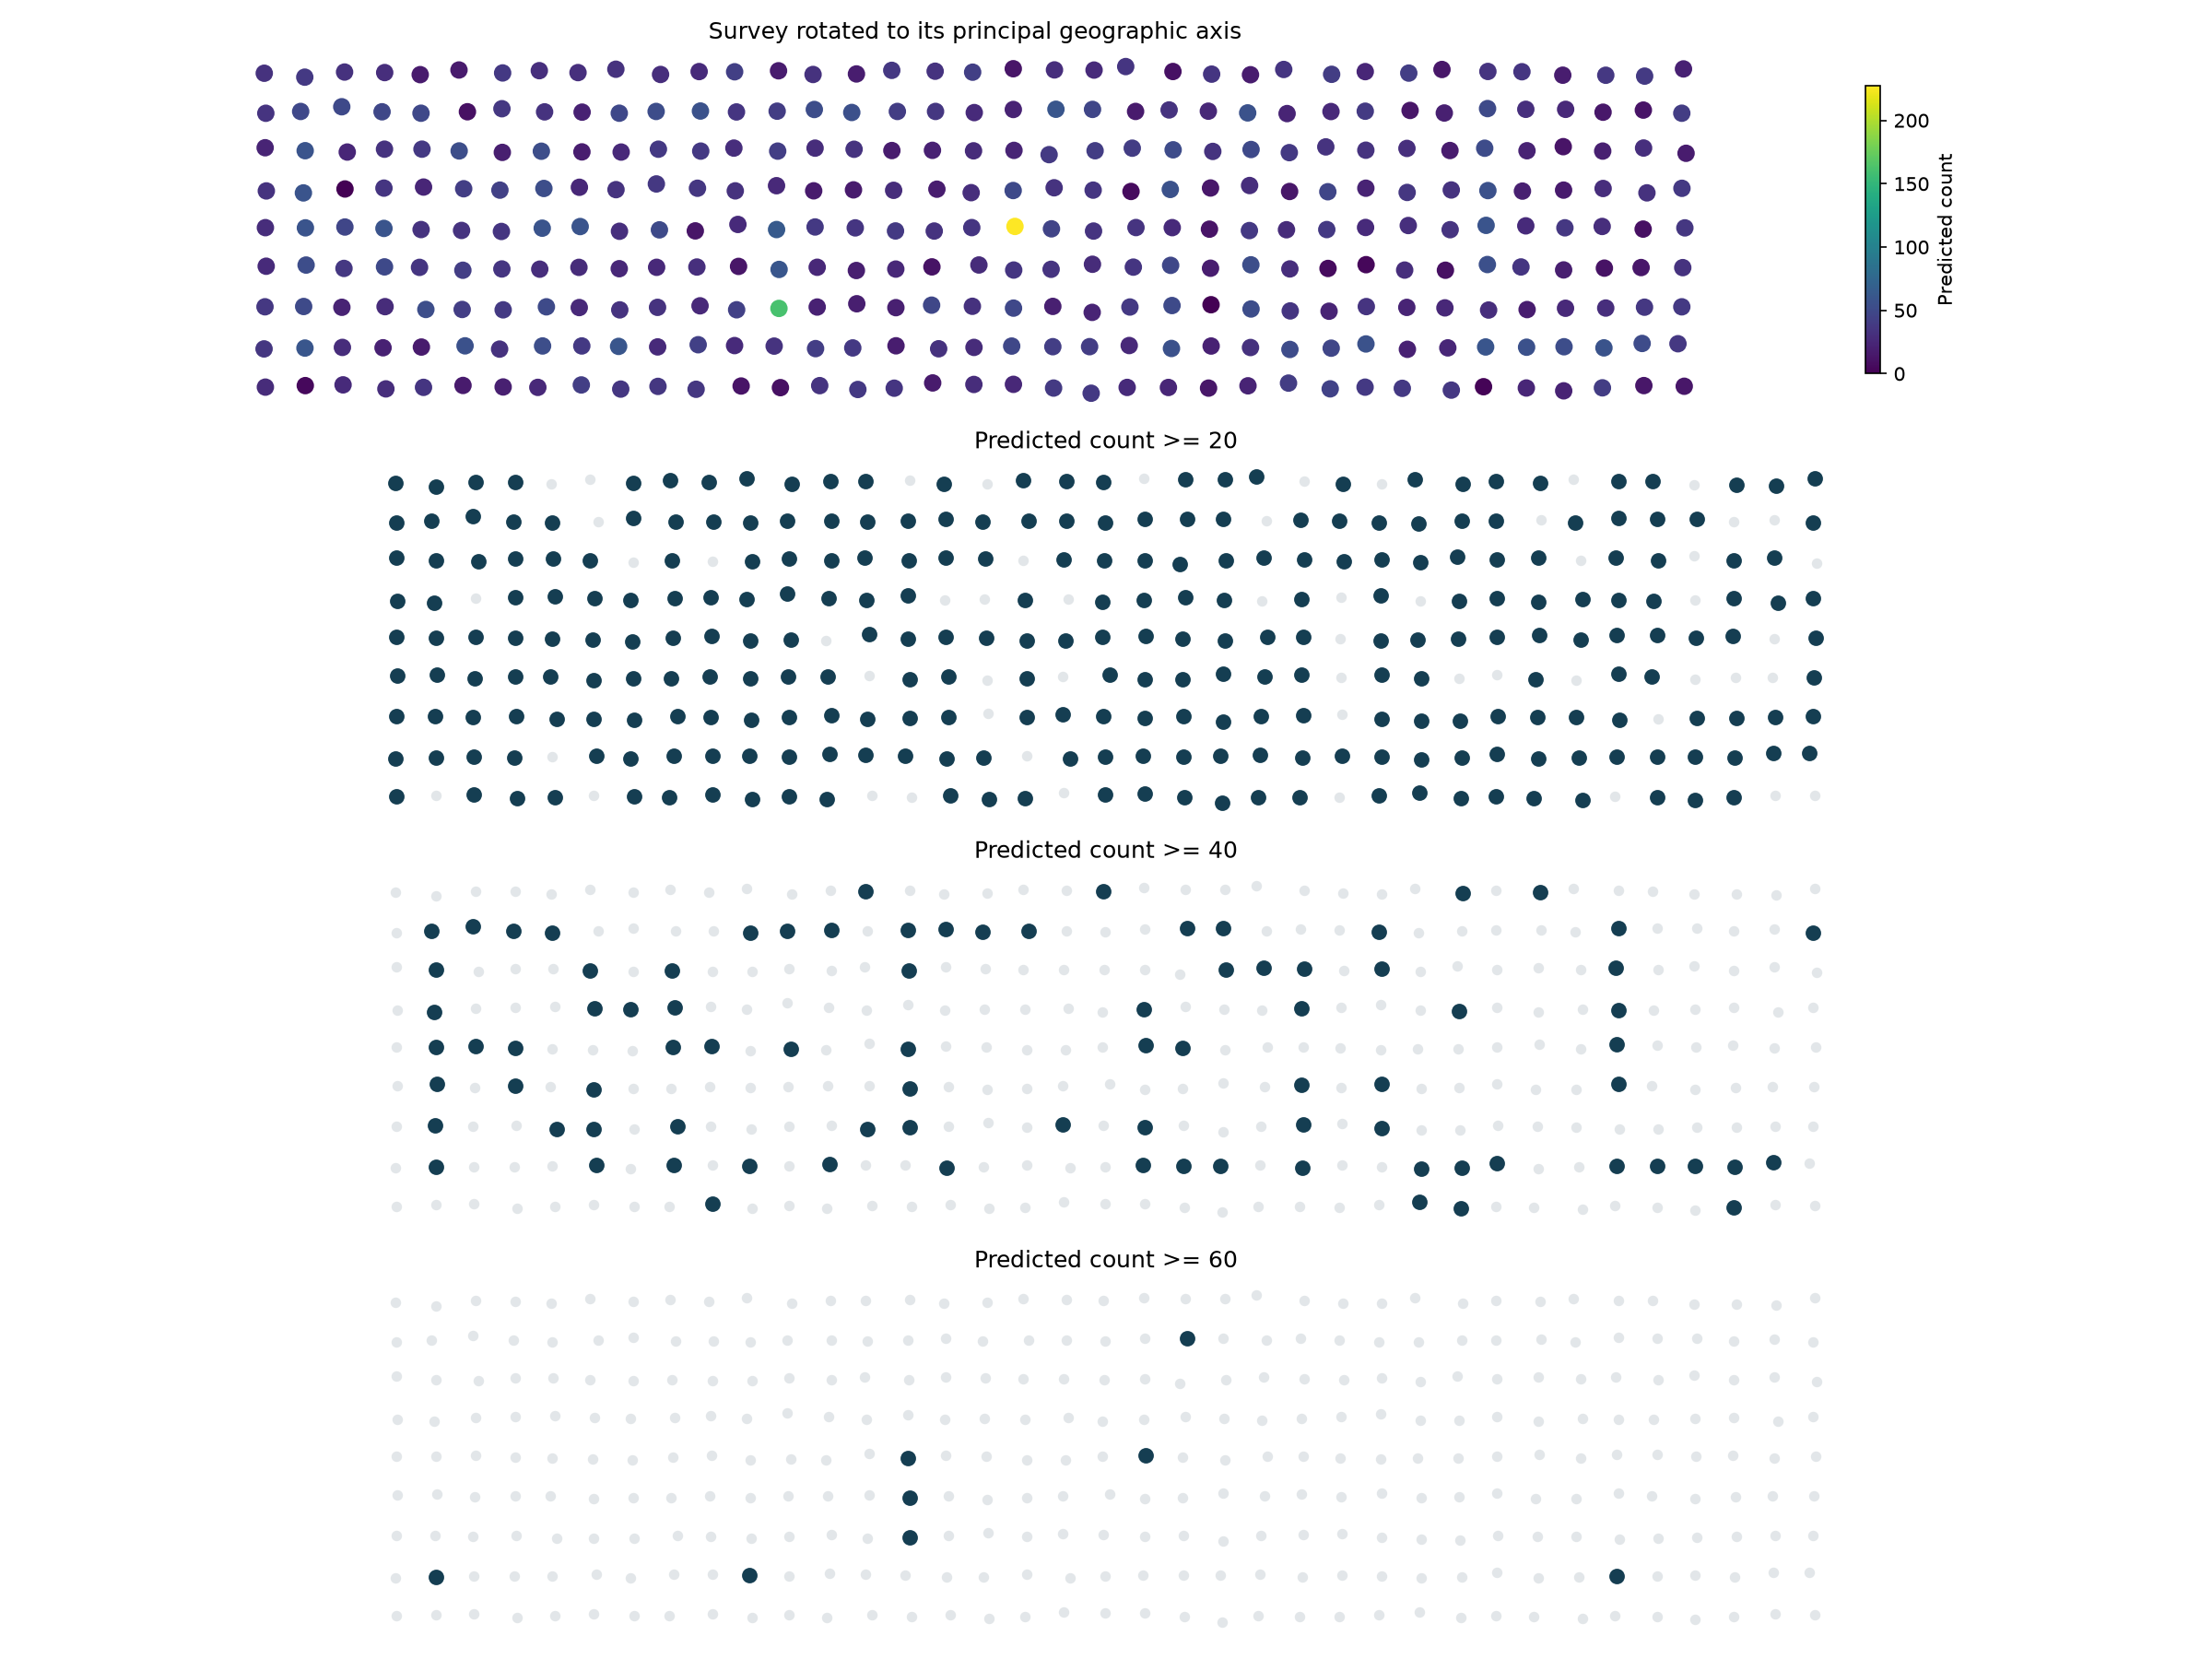 Survey rotated to its principal geographic axis
200
150
100
50
0
Predicted count
Predicted count >= 20
Predicted count >= 40
Predicted count >= 60